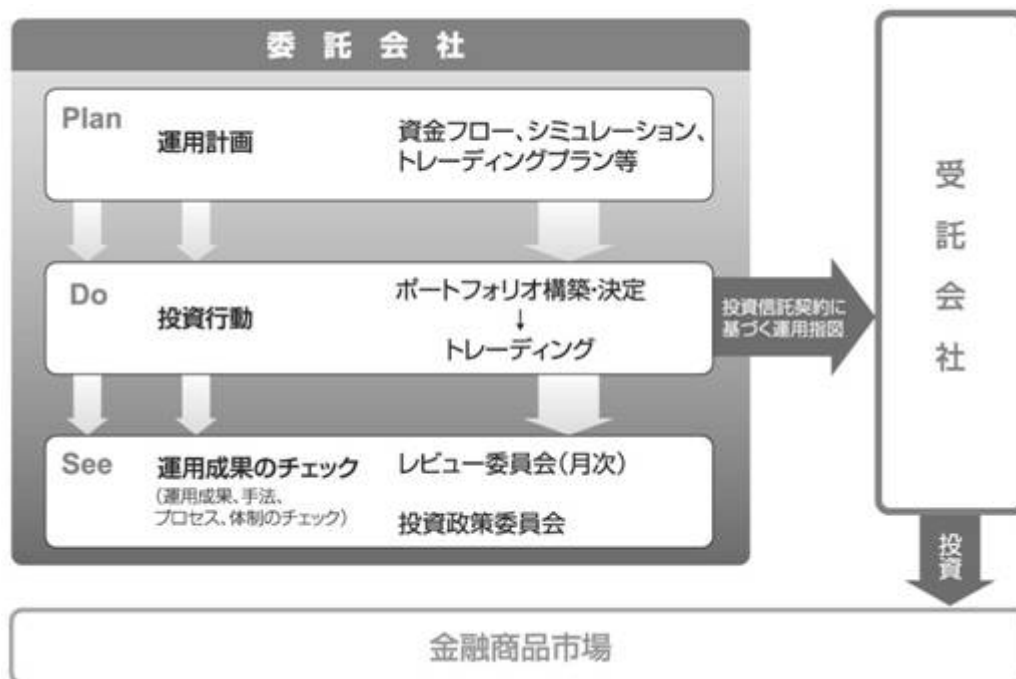 委託会社
Plan
運用計画
資金フロー、シミュレーション、
トレーディングプラン等
Do
投資行動
ポートフォリオ構築・決定
↓
トレーディング
投資信託契約に
基づく運用指図
See
運用成果のチェック
(運用成果、手法、
プロセス、体制のチェック)
レビュー委員会(月次)
投資政策委員会
受託会社
投資
金融商品市場